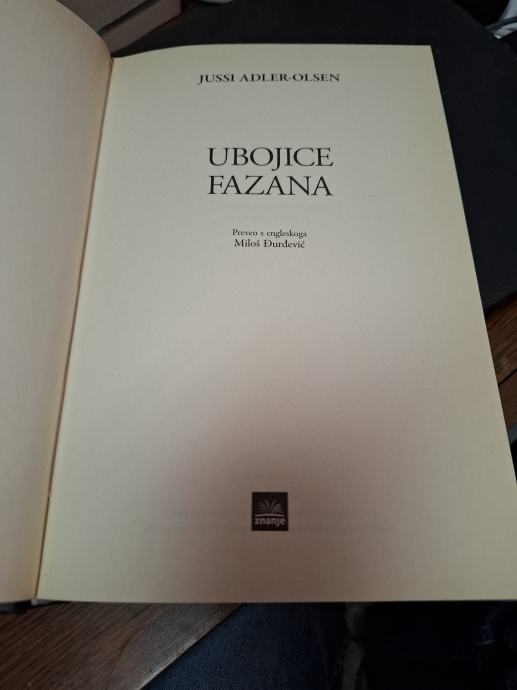 JUSSI ADLER-OLSEN
UBOJICE
FAZANA
Preveo s engleskoga
Miloš Đurđević
znanje